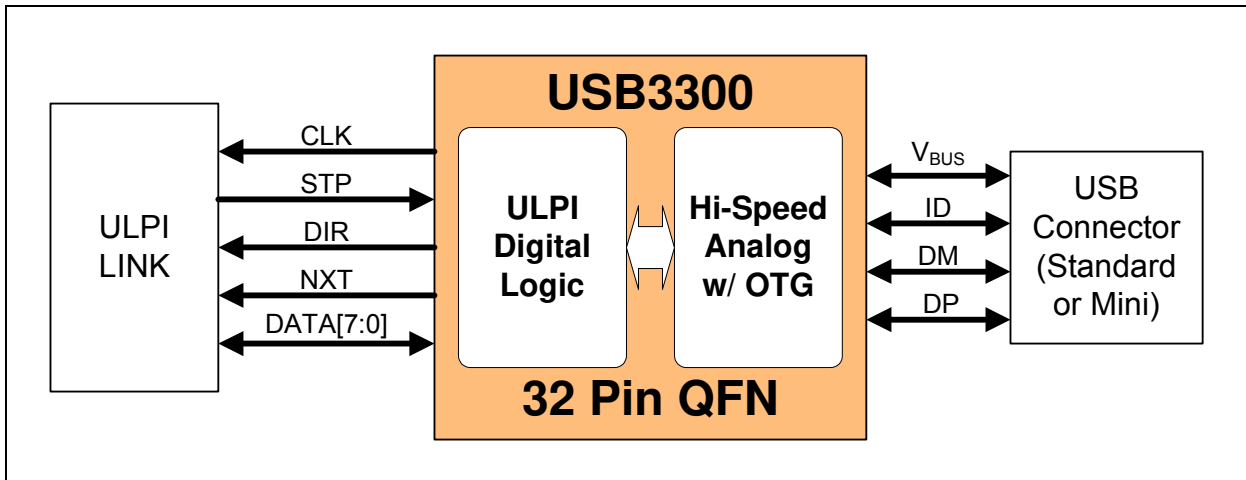 USB3300
ULPI
LINK
CLK
STP
DIR
NXT
DATA[7:0]
ULPI
Digital
Logic
Hi-Speed
Analog
w/ OTG
VBUS
ID
DM
DP
USB
Connector
(Standard
or Mini)
32 Pin QFN